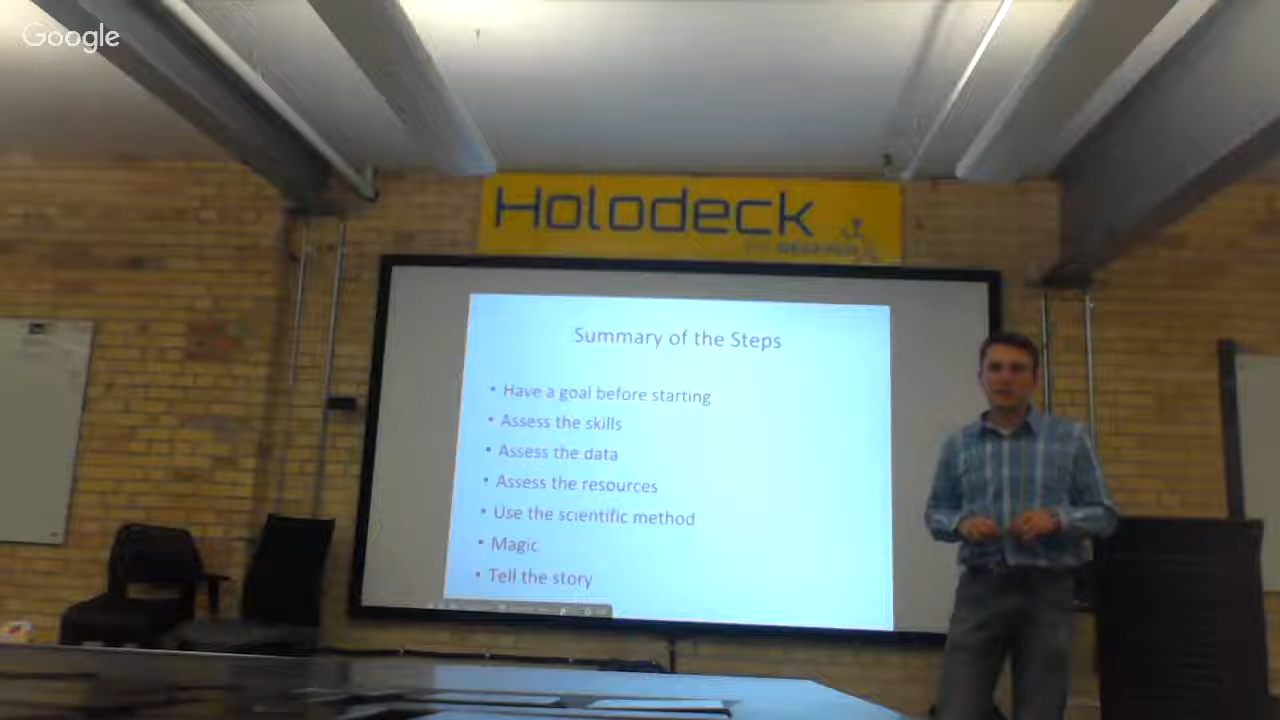 Google
Holodeck
Summary of the Steps
• Have a goal before starting
• Assess the skills
• Assess the data
• Assess the resources
• Use the scientific method
• Magic
• Tell the story